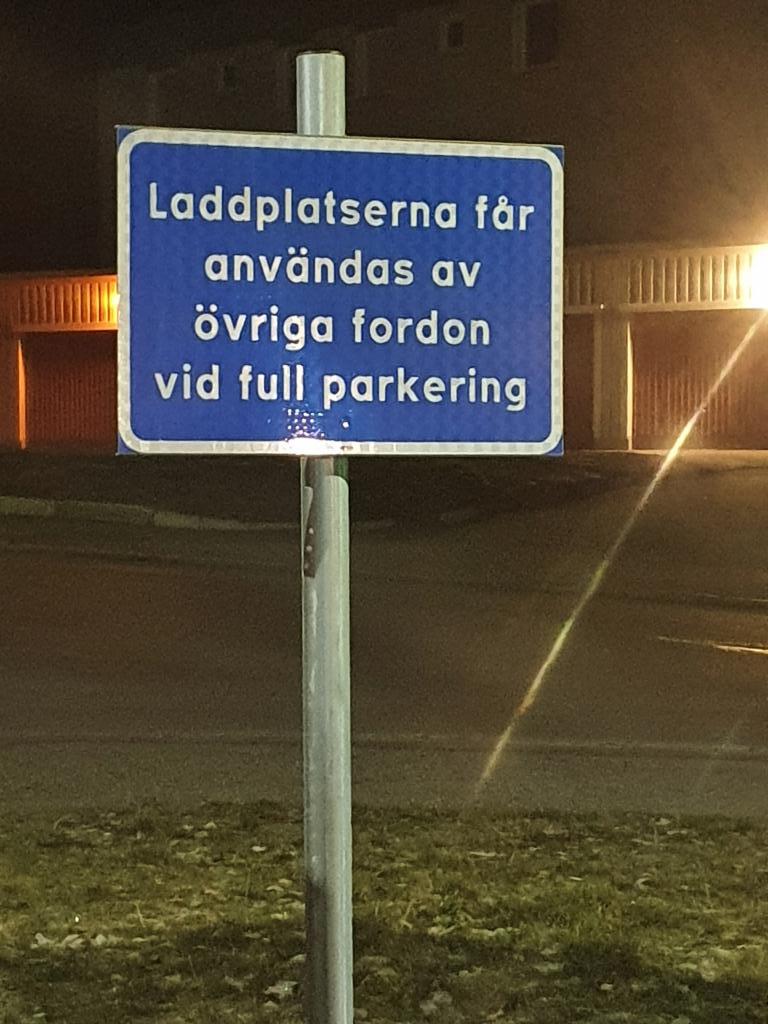 Laddplatserna får
användas av
övriga fordon
vid full parkering